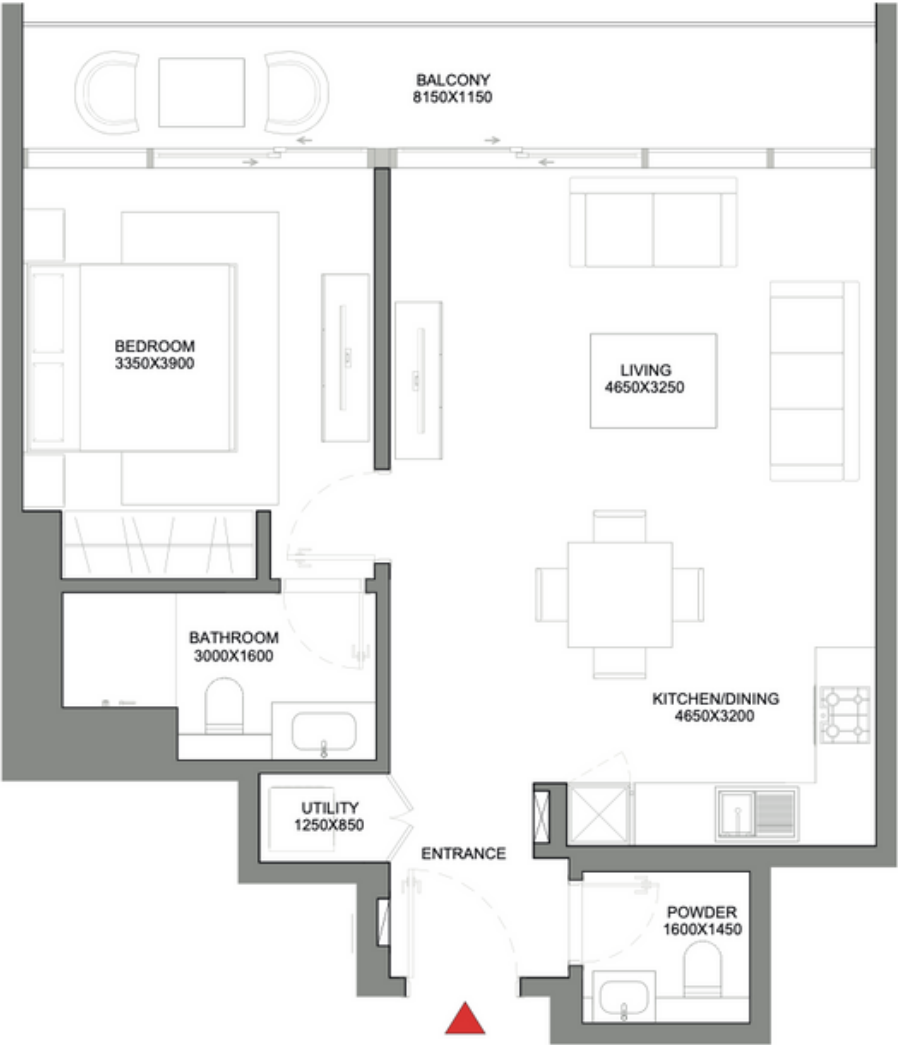 BALCONY
8150X1150
BEDROOM
3350X3900
LIVING
4650X3250
BATHROOM
3000X1600
KITCHEN/DINING
4650X3200
UTILITY
1250X850
ENTRANCE
POWDER
1600X1450